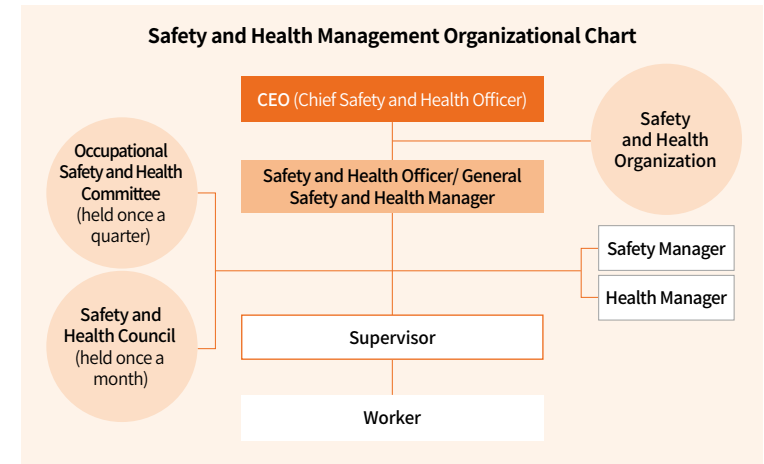 Safety and Health Management Organizational Chart
CEO (Chief Safety and Health Officer)
Safety
and Health
Organization
Occupational
Safety and Health
Committee
(held once a
quarter)
Safety and Health Officer/ General
Safety and Health Manager
Safety Manager
Health Manager
Safety and
Health Council
(held once a
month)
Supervisor
Worker